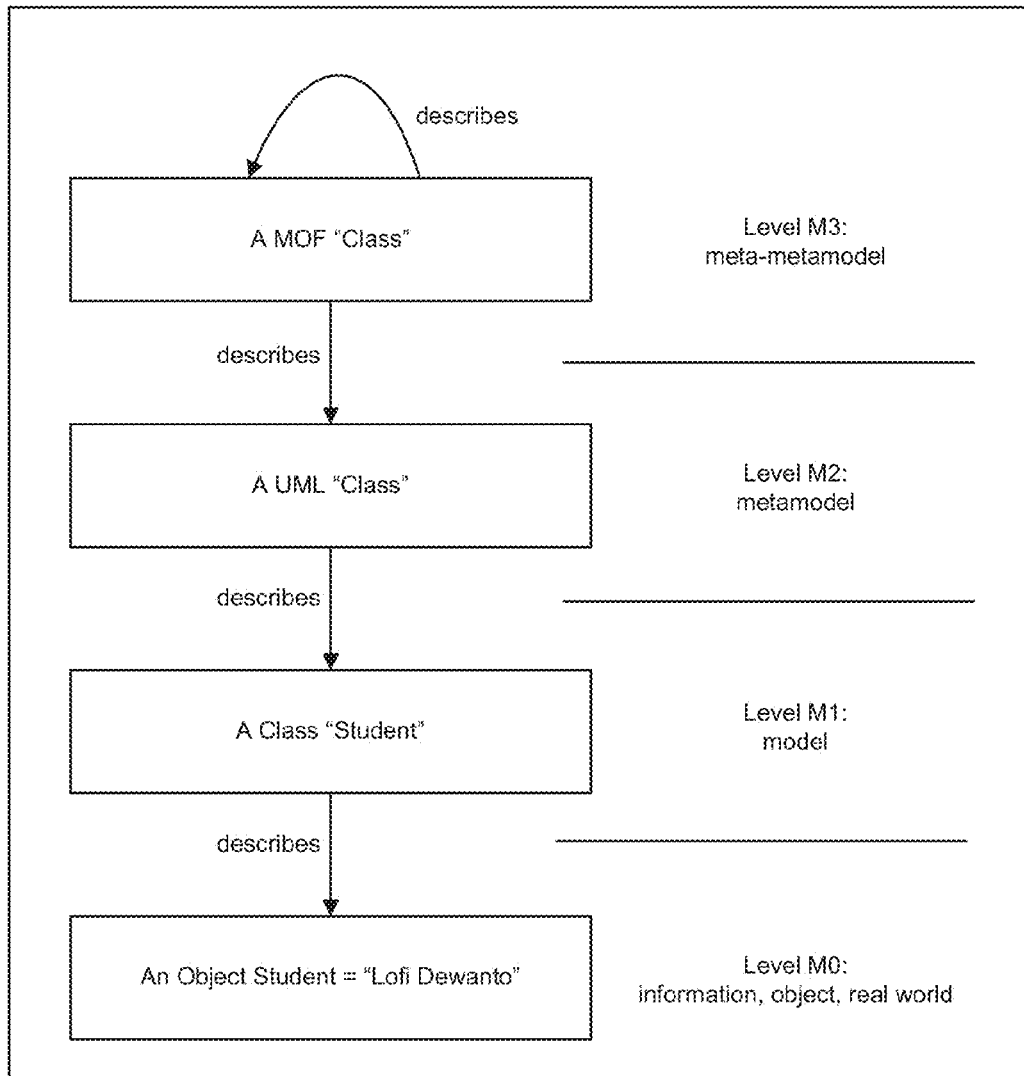 describes
A MOF “Class”
Level M3:
meta-metamodel
describes
A UML “Class”
Level M2:
metamodel
describes
A Class “Student”
Level M1:
model
describes
An Object Student = “Lofi Dewanto”
Level M0:
information, object, real world